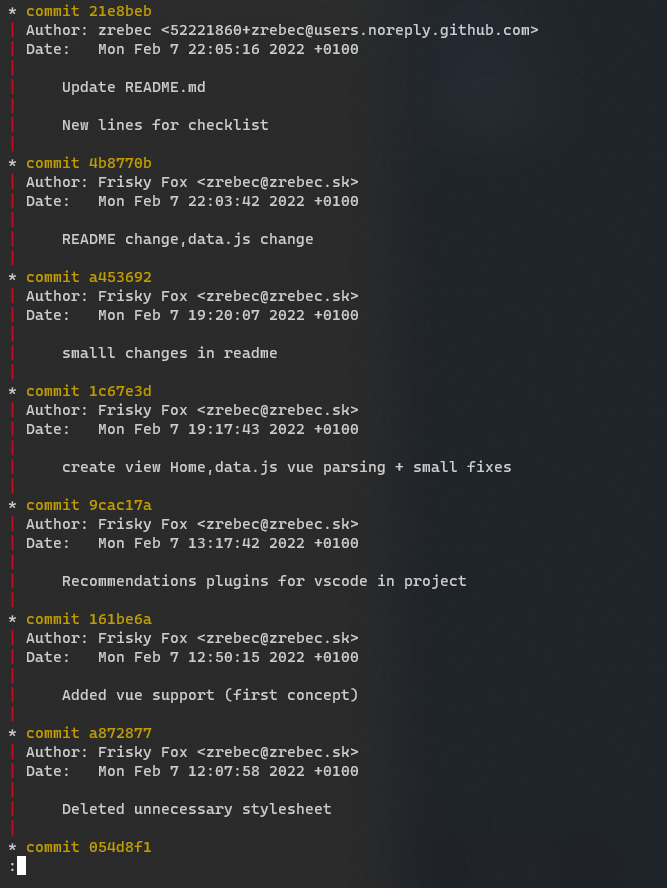 * commit 21e8beb
| Author: zrebec <52221860+zrebec@users.noreply.github.com>
| Date:   Mon Feb 7 22:05:16 2022 +0100
|
|     Update README.md
|
|     New lines for checklist
|
* commit 4b8770b
| Author: Frisky Fox <zrebec@zrebec.sk>
| Date:   Mon Feb 7 22:03:42 2022 +0100
|
|     README change,data.js change
|
* commit a453692
| Author: Frisky Fox <zrebec@zrebec.sk>
| Date:   Mon Feb 7 19:20:07 2022 +0100
|
|     smalll changes in readme
|
* commit 1c67e3d
| Author: Frisky Fox <zrebec@zrebec.sk>
| Date:   Mon Feb 7 19:17:43 2022 +0100
|
|     create view Home,data.js vue parsing + small fixes
|
* commit 9cac17a
| Author: Frisky Fox <zrebec@zrebec.sk>
| Date:   Mon Feb 7 13:17:42 2022 +0100
|
|     Recommendations plugins for vscode in project
|
* commit 161be6a
| Author: Frisky Fox <zrebec@zrebec.sk>
| Date:   Mon Feb 7 12:50:15 2022 +0100
|
|     Added vue support (first concept)
|
* commit a872877
| Author: Frisky Fox <zrebec@zrebec.sk>
| Date:   Mon Feb 7 12:07:58 2022 +0100
|
|     Deleted unnecessary stylesheet
|
* commit 054d8f1
: